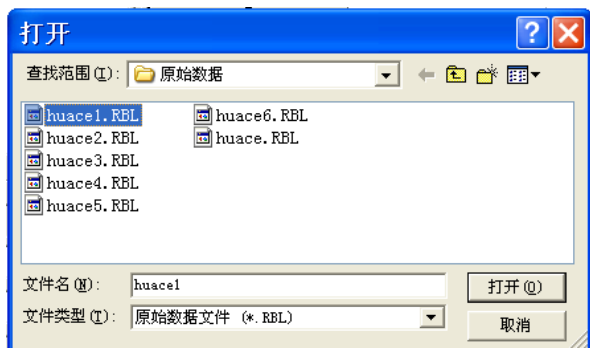 打开
查找范围(I): 原始数据
huace1.RBL
huace2.RBL
huace3.RBL
huace4.RBL
huace5.RBL
huace6.RBL
huace.RBL
文件名(N): huace1
打开(O)
文件类型(T): 原始数据文件 (*.RBL)
取消